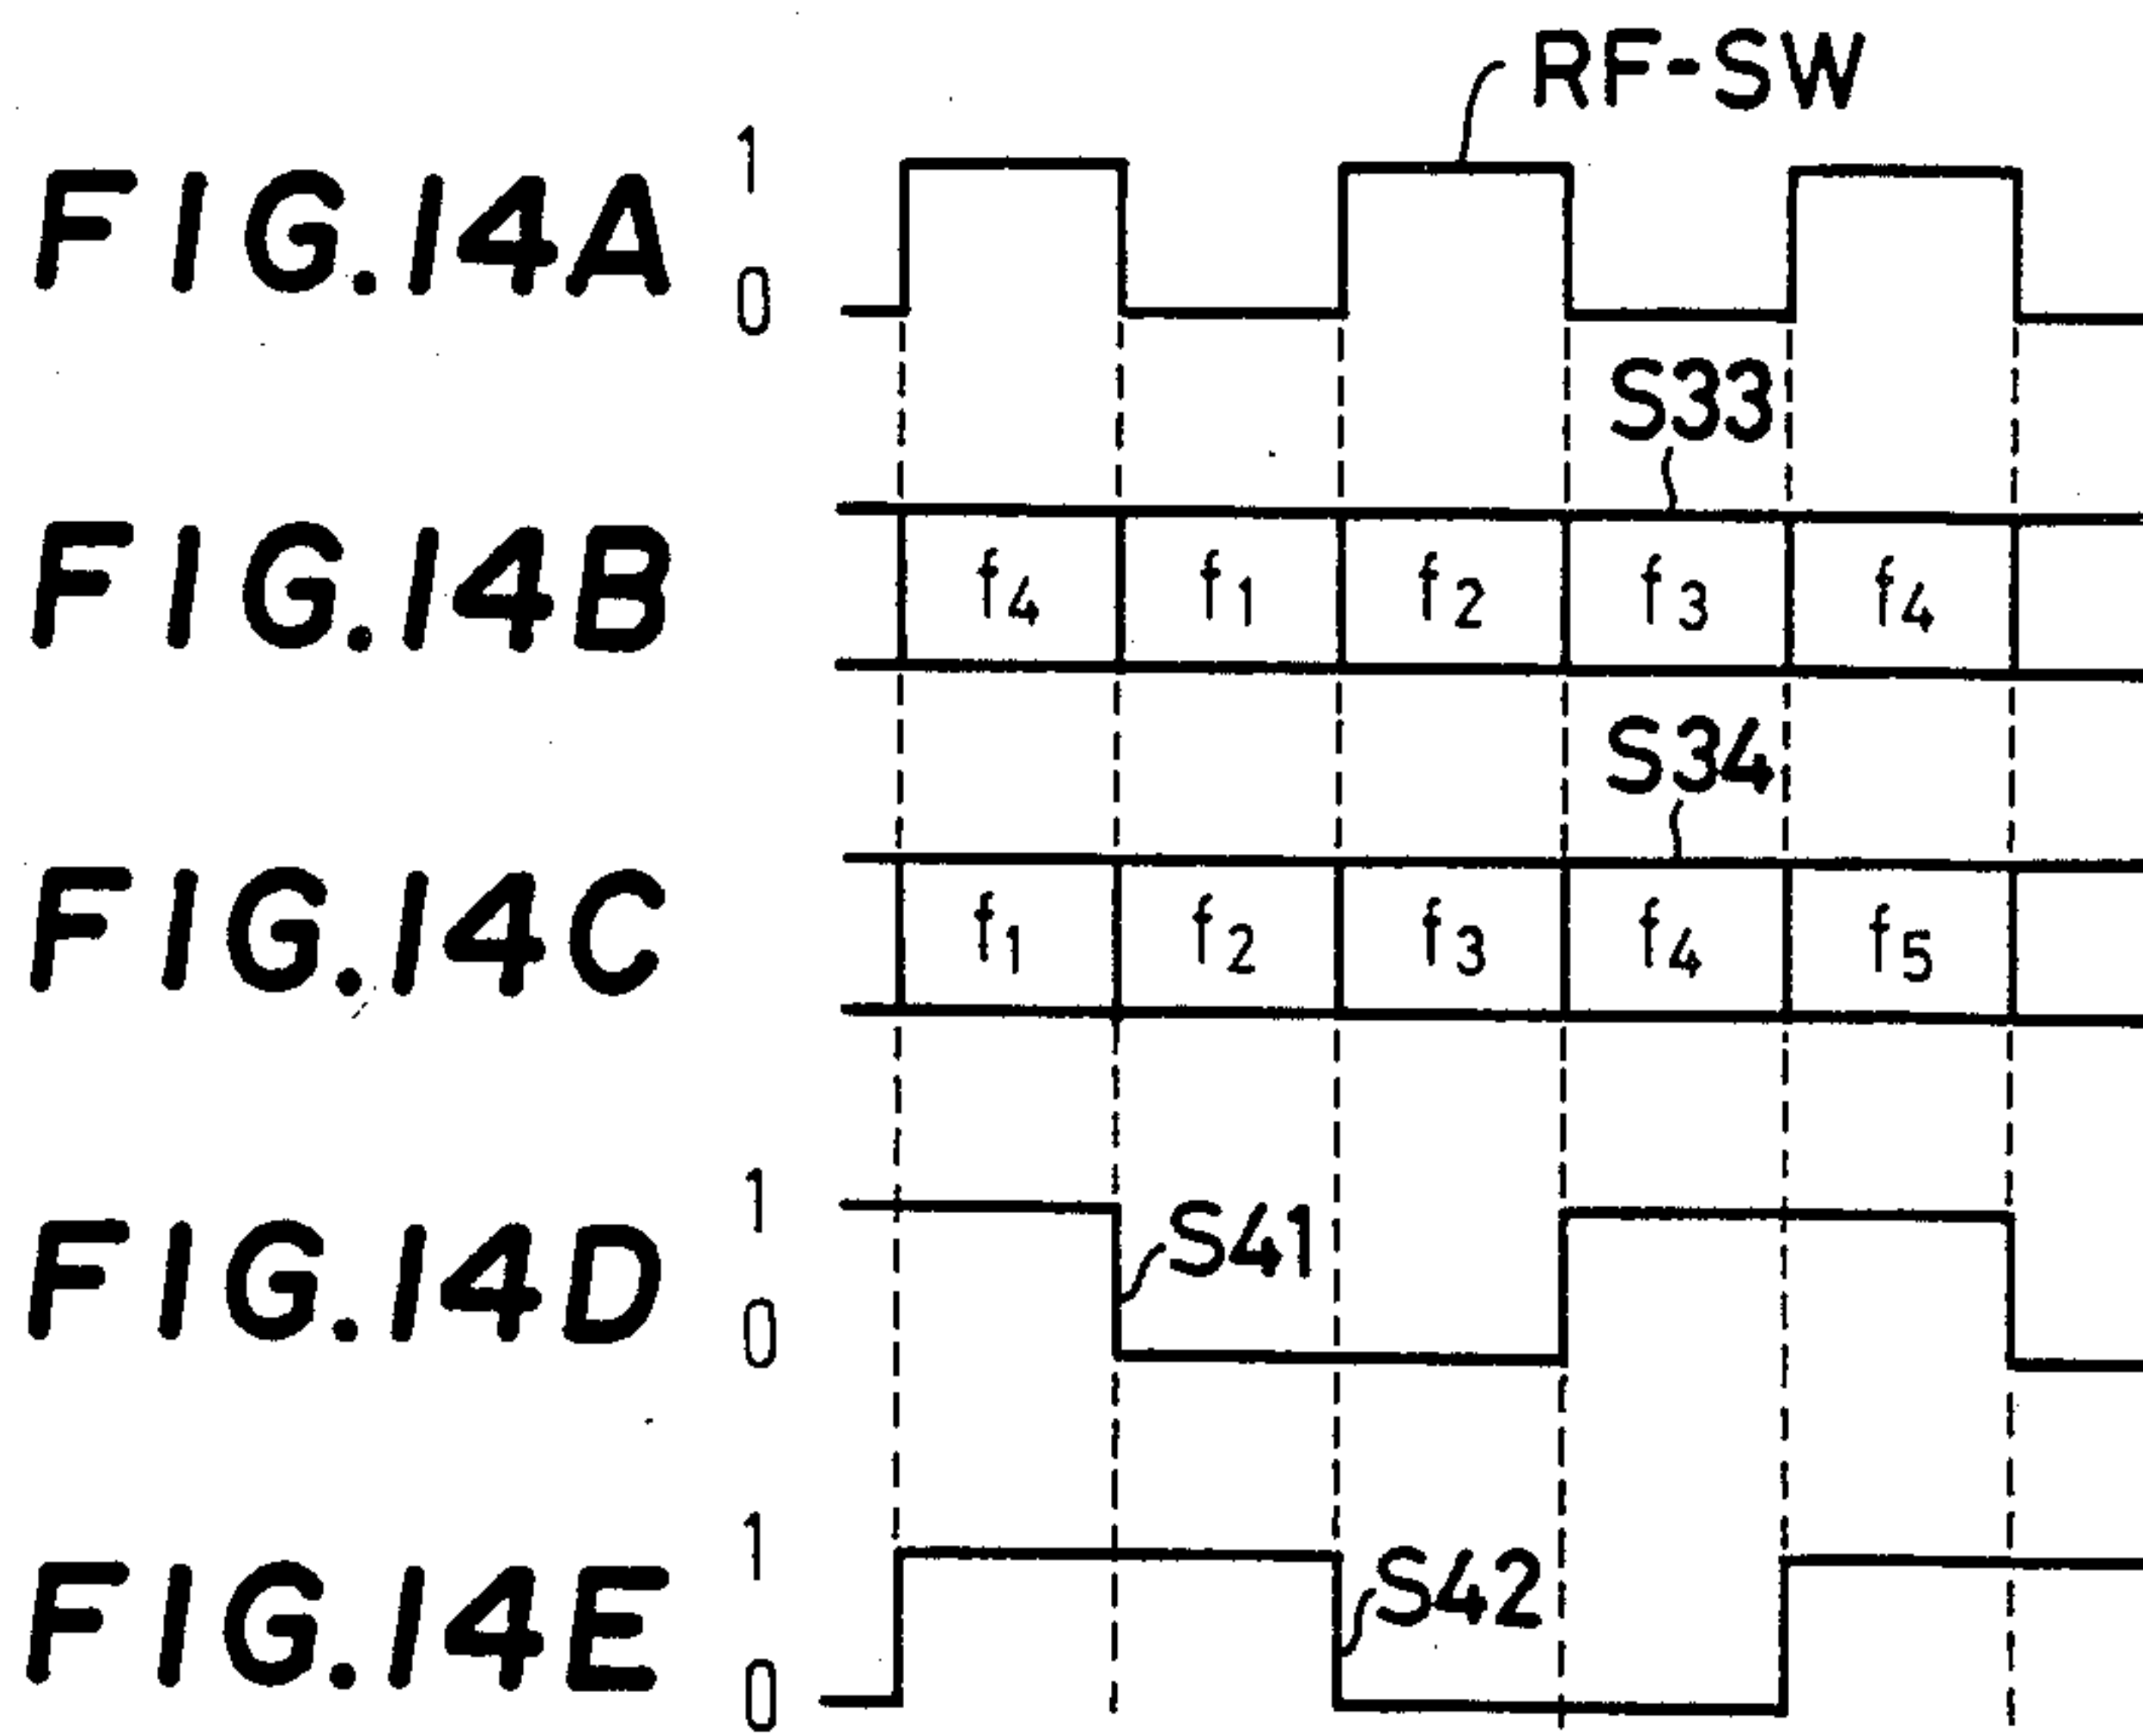 RF-SW
FIG.14A 1 0
S33
FIG.14B f4 f1 f2 f3 f4
S34
FIG.14C f1 f2 f3 f4 f5
FIG.14D 1 0 S41
FIG.14E 1 0 S42